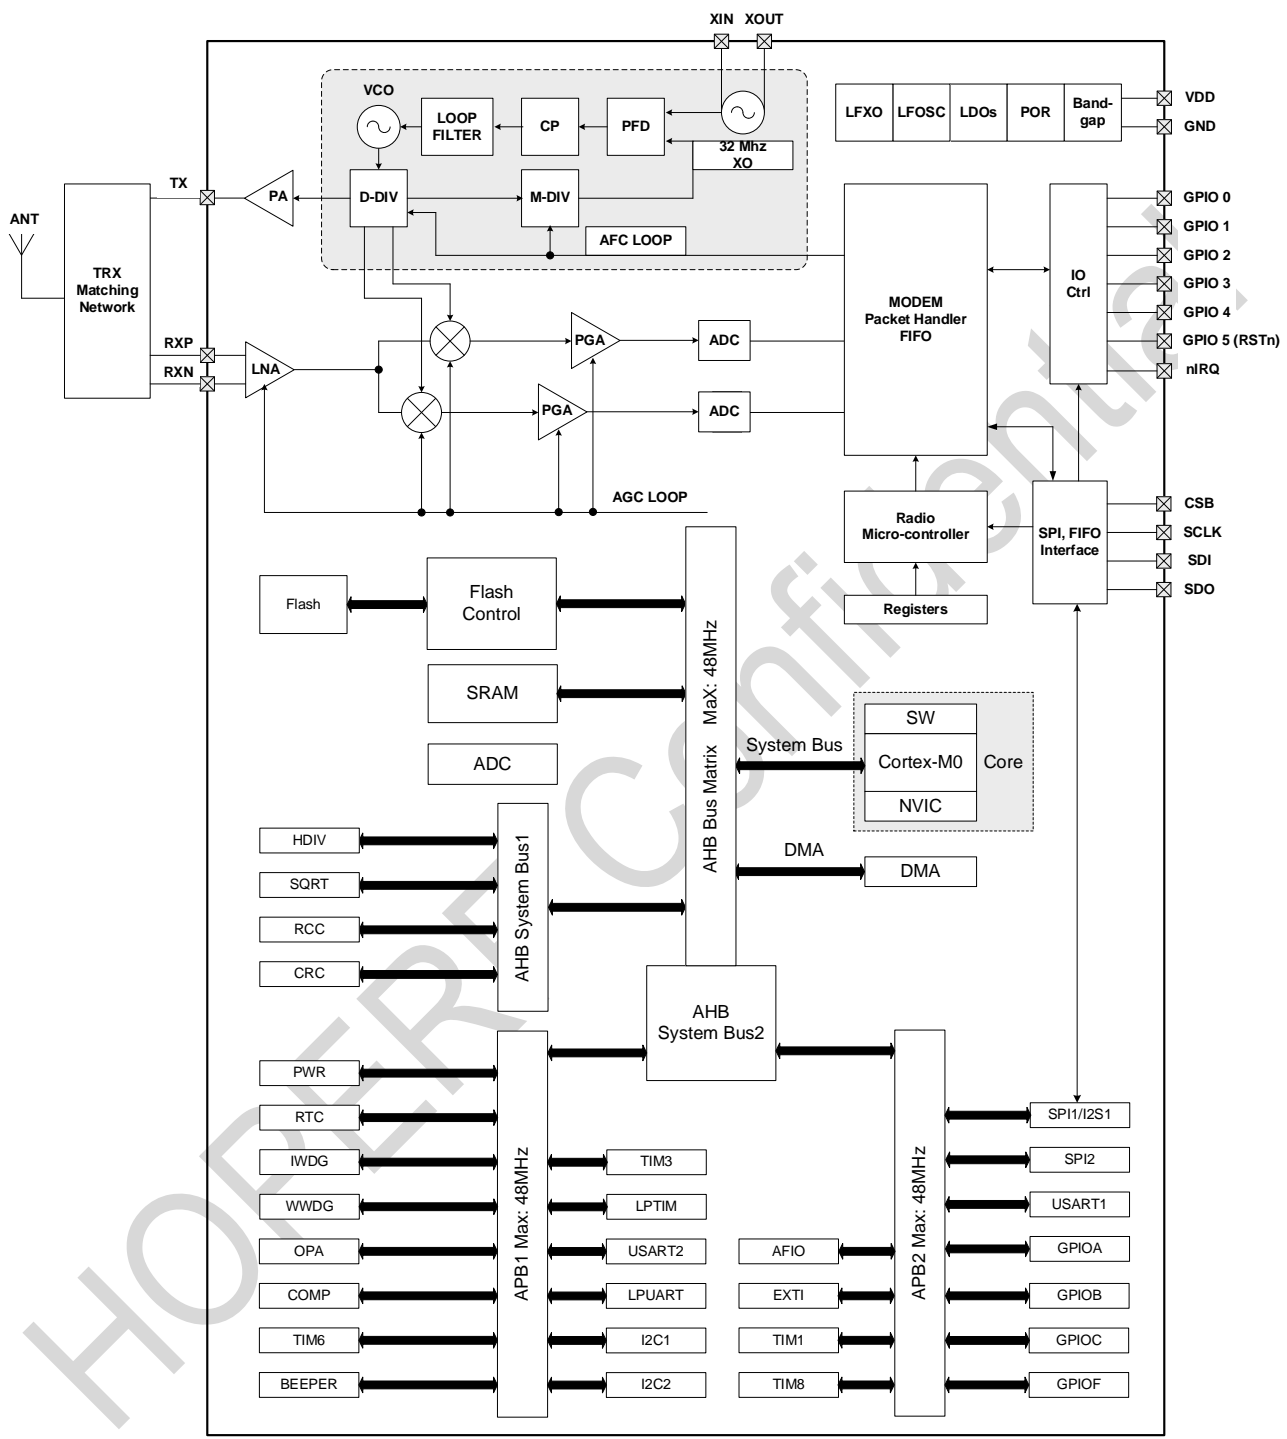 XIN XOUT
VCO
LOOP
FILTER
CP
PFD
32 Mhz
XO
LFXO
LFOSC
LDOs
POR
Band-
gap
VDD
GND
TX
PA
D-DIV
M-DIV
AFC LOOP
ANT
TRX
Matching
Network
RXP
RXN
LNA
PGA
ADC
PGA
ADC
AGC LOOP
MODEM
Packet Handler
FIFO
IO
Ctrl
GPIO 0
GPIO 1
GPIO 2
GPIO 3
GPIO 4
GPIO 5 (RSTn)
nIRQ
Radio
Micro-controller
Registers
SPI, FIFO
Interface
CSB
SCLK
SDI
SDO
Flash
Flash
Control
SRAM
ADC
AHB Bus Matrix MaX: 48MHz
System Bus
SW
Cortex-M0
NVIC
Core
DMA
DMA
HDIV
SQRT
RCC
CRC
AHB System Bus1
AHB
System Bus2
PWR
RTC
IWDG
WWDG
OPA
COMP
TIM6
BEEPER
APB1 Max: 48MHz
TIM3
LPTIM
USART2
LPUART
I2C1
I2C2
AFIO
EXTI
TIM1
TIM8
APB2 Max: 48MHz
SPI1/I2S1
SPI2
USART1
GPIOA
GPIOB
GPIOC
GPIOF
HOPERF Confidential